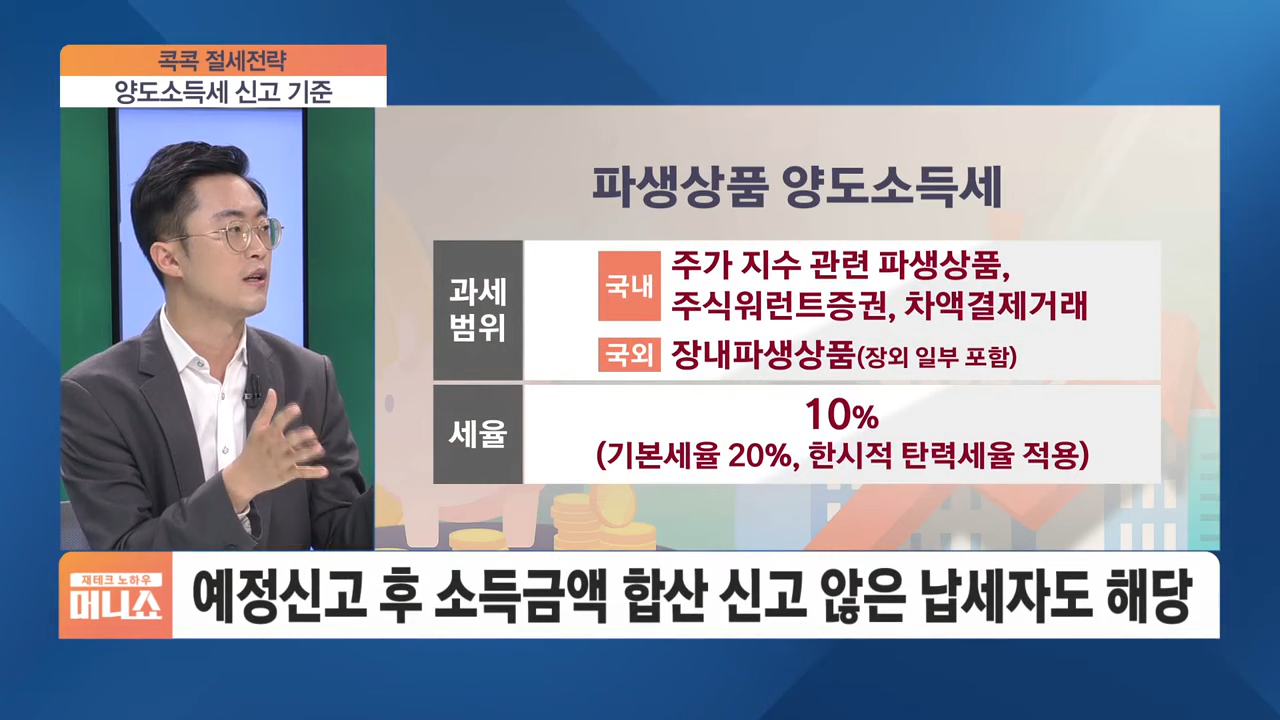 콕콕 절세전략
양도소득세 신고 기준
파생상품 양도소득세
과세
범위
국내
주가 지수 관련 파생상품,
주식워런트증권, 차액결제거래
국외
장내파생상품(장외 일부 포함)
세율
10%
(기본세율 20%, 한시적 탄력세율 적용)
재테크 노하우
머니쇼
예정신고 후 소득금액 합산 신고 않은 납세자도 해당